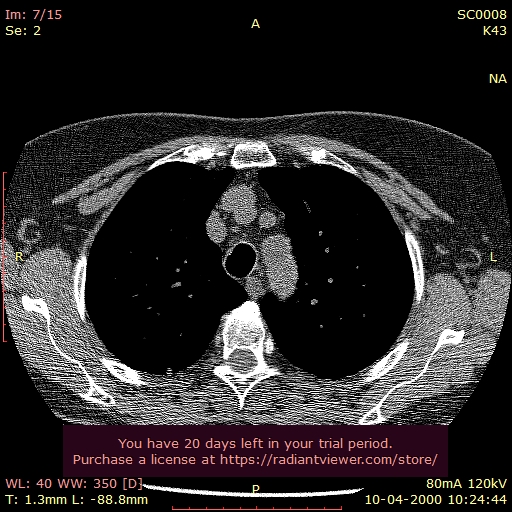 Im: 7/15
Se: 2
A
SC0008
K43
NA
R
L
You have 20 days left in your trial period.
Purchase a license at https://radiantviewer.com/store/
WL: 40 WW: 350 [D]
T: 1.3mm L: -88.8mm
P
80mA 120kV
10-04-2000 10:24:44